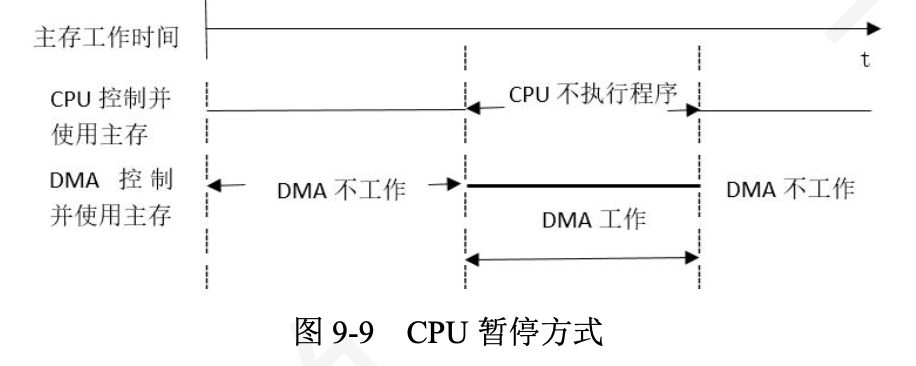 主存工作时间
t
CPU 控制并
使用主存
CPU 不执行程序
DMA 控制
并使用主存
DMA 不工作
DMA 工作
DMA 不工作
图 9-9 CPU 暂停方式